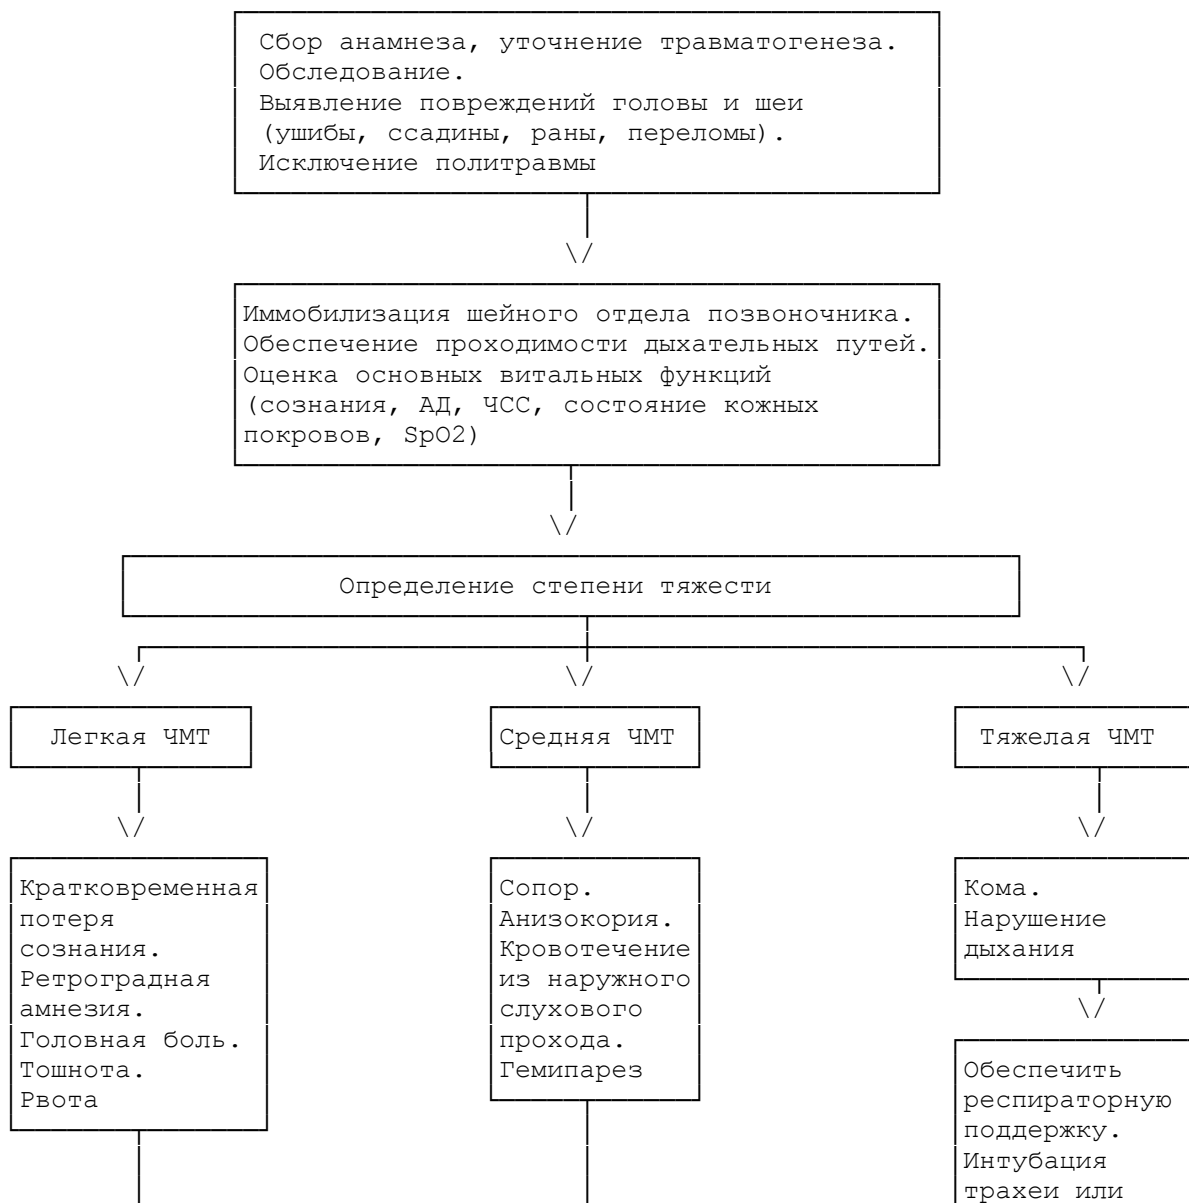 Сбор анамнеза, уточнение травматогенеза.
Обследование.
Выявление повреждений головы и шеи
(ушибы, ссадины, раны, переломы).
Исключение политравмы
Иммобилизация шейного отдела позвоночника.
Обеспечение проходимости дыхательных путей.
Оценка основных витальных функций
(сознания, АД, ЧСС, состояние кожных
покровов, SpO2)
Определение степени тяжести
Легкая ЧМТ
Средняя ЧМТ
Тяжелая ЧМТ
Кратковременная
потеря
сознания.
Ретроградная
амнезия.
Головная боль.
Тошнота.
Рвота
Сопор.
Анизокория.
Кровотечение
из наружного
слухового
прохода.
Гемипарез
Кома.
Нарушение
дыхания
Обеспечить
респираторную
поддержку.
Интубация
трахеи или